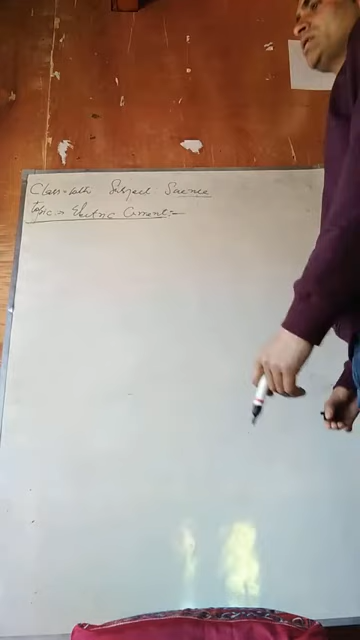 Class = 10th, Subject Science
Topic => Electric Current:-